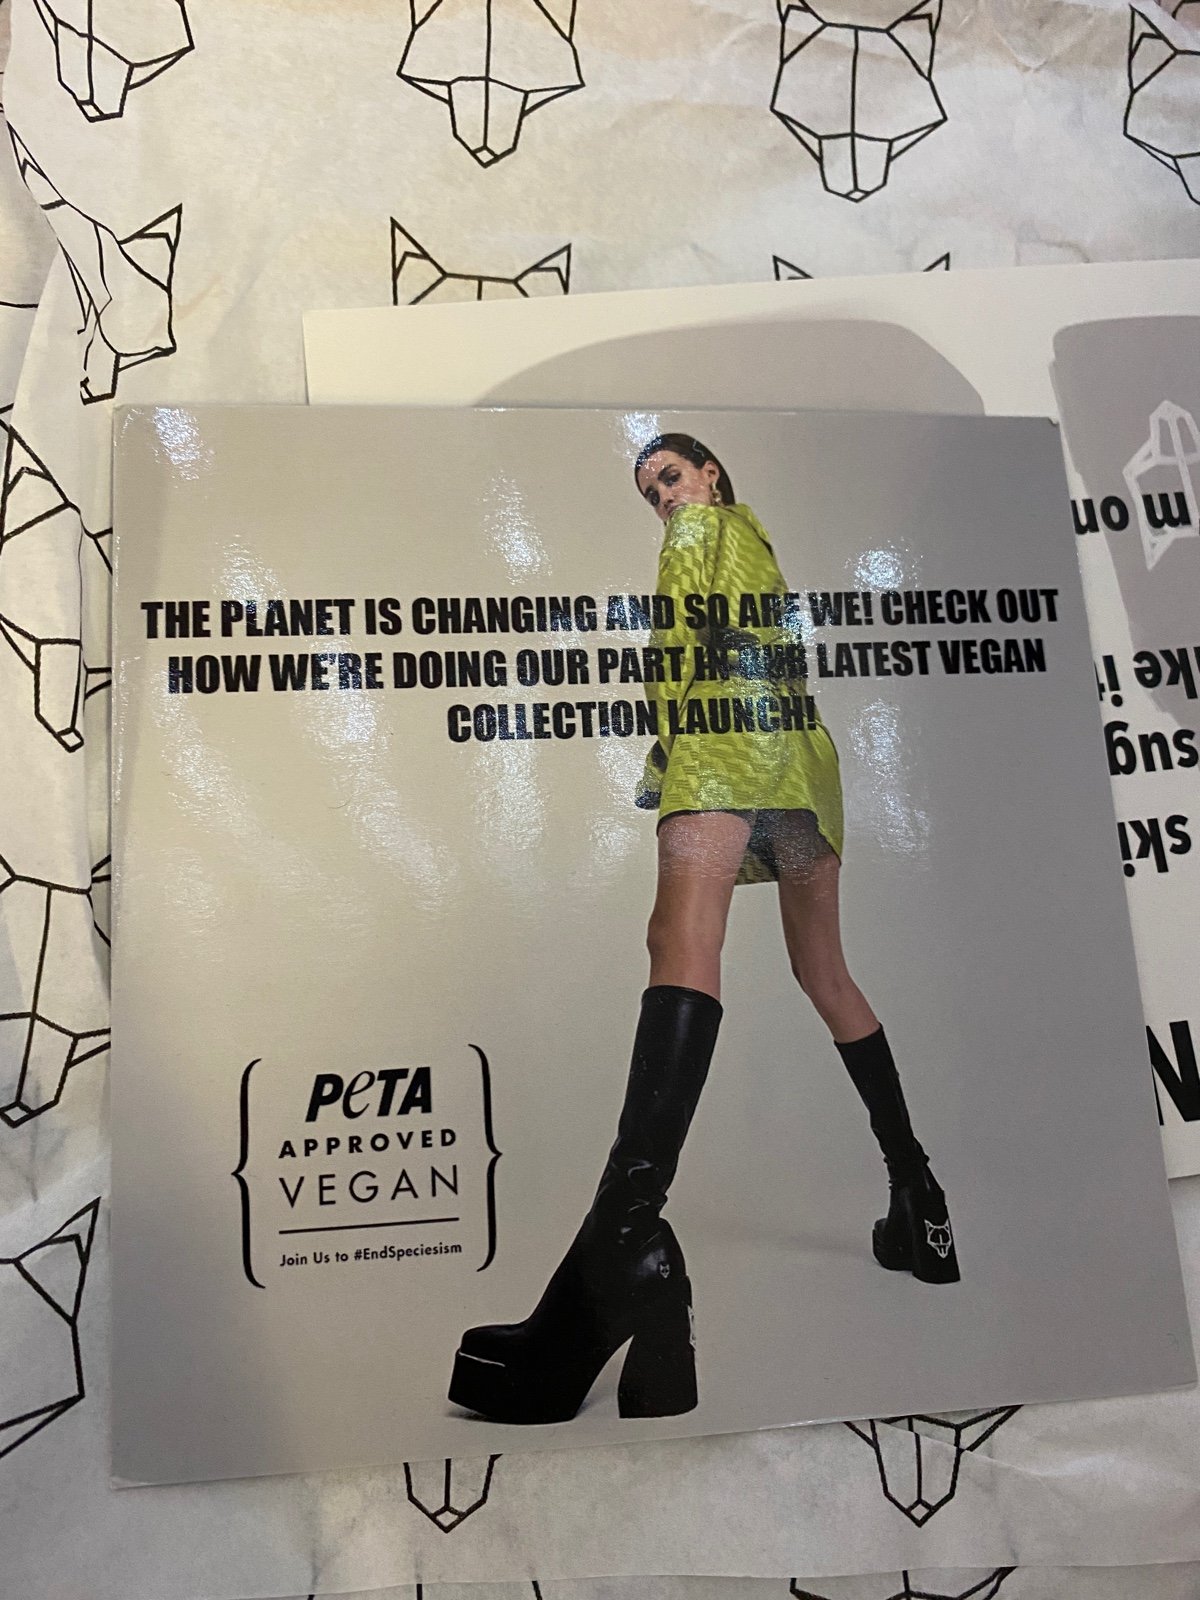 THE PLANET IS CHANGING AND SO ARE WE! CHECK OUT
HOW WE'RE DOING OUR PART IN OUR LATEST VEGAN
COLLECTION LAUNCH!
PETA
APPROVED
VEGAN
Join Us to #EndSpeciesism